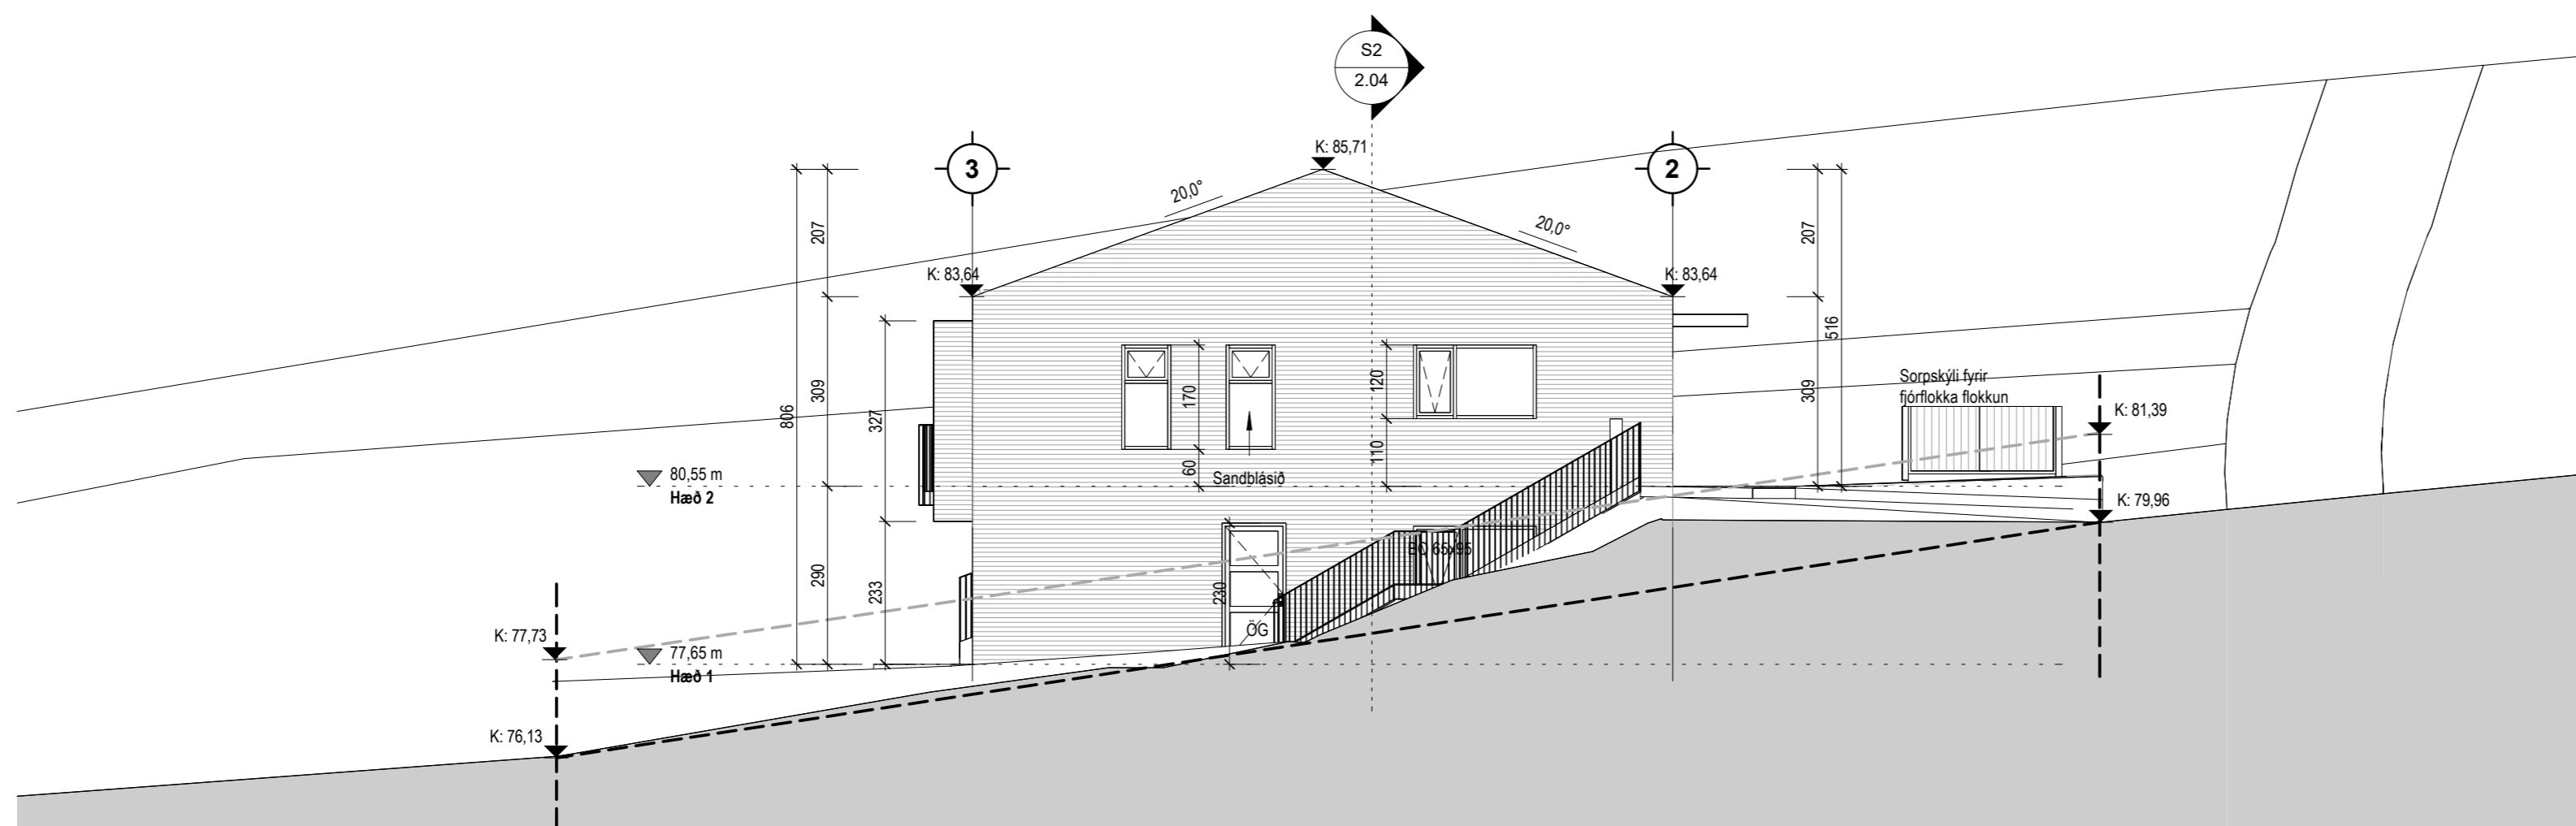 S2
2.04
K: 85,71
3
2
20,0°
20,0°
207
207
K: 83,64
K: 83,64
516
309
309
806
327
170
120
Sorpskýli fyrir
fjórflokka flokkun
K: 81,39
110
60
80,55 m
Hæð 2
Sandblásið
K: 79,96
BO 65x95
290
233
230
ÖG
K: 77,73
77,65 m
Hæð 1
K: 76,13